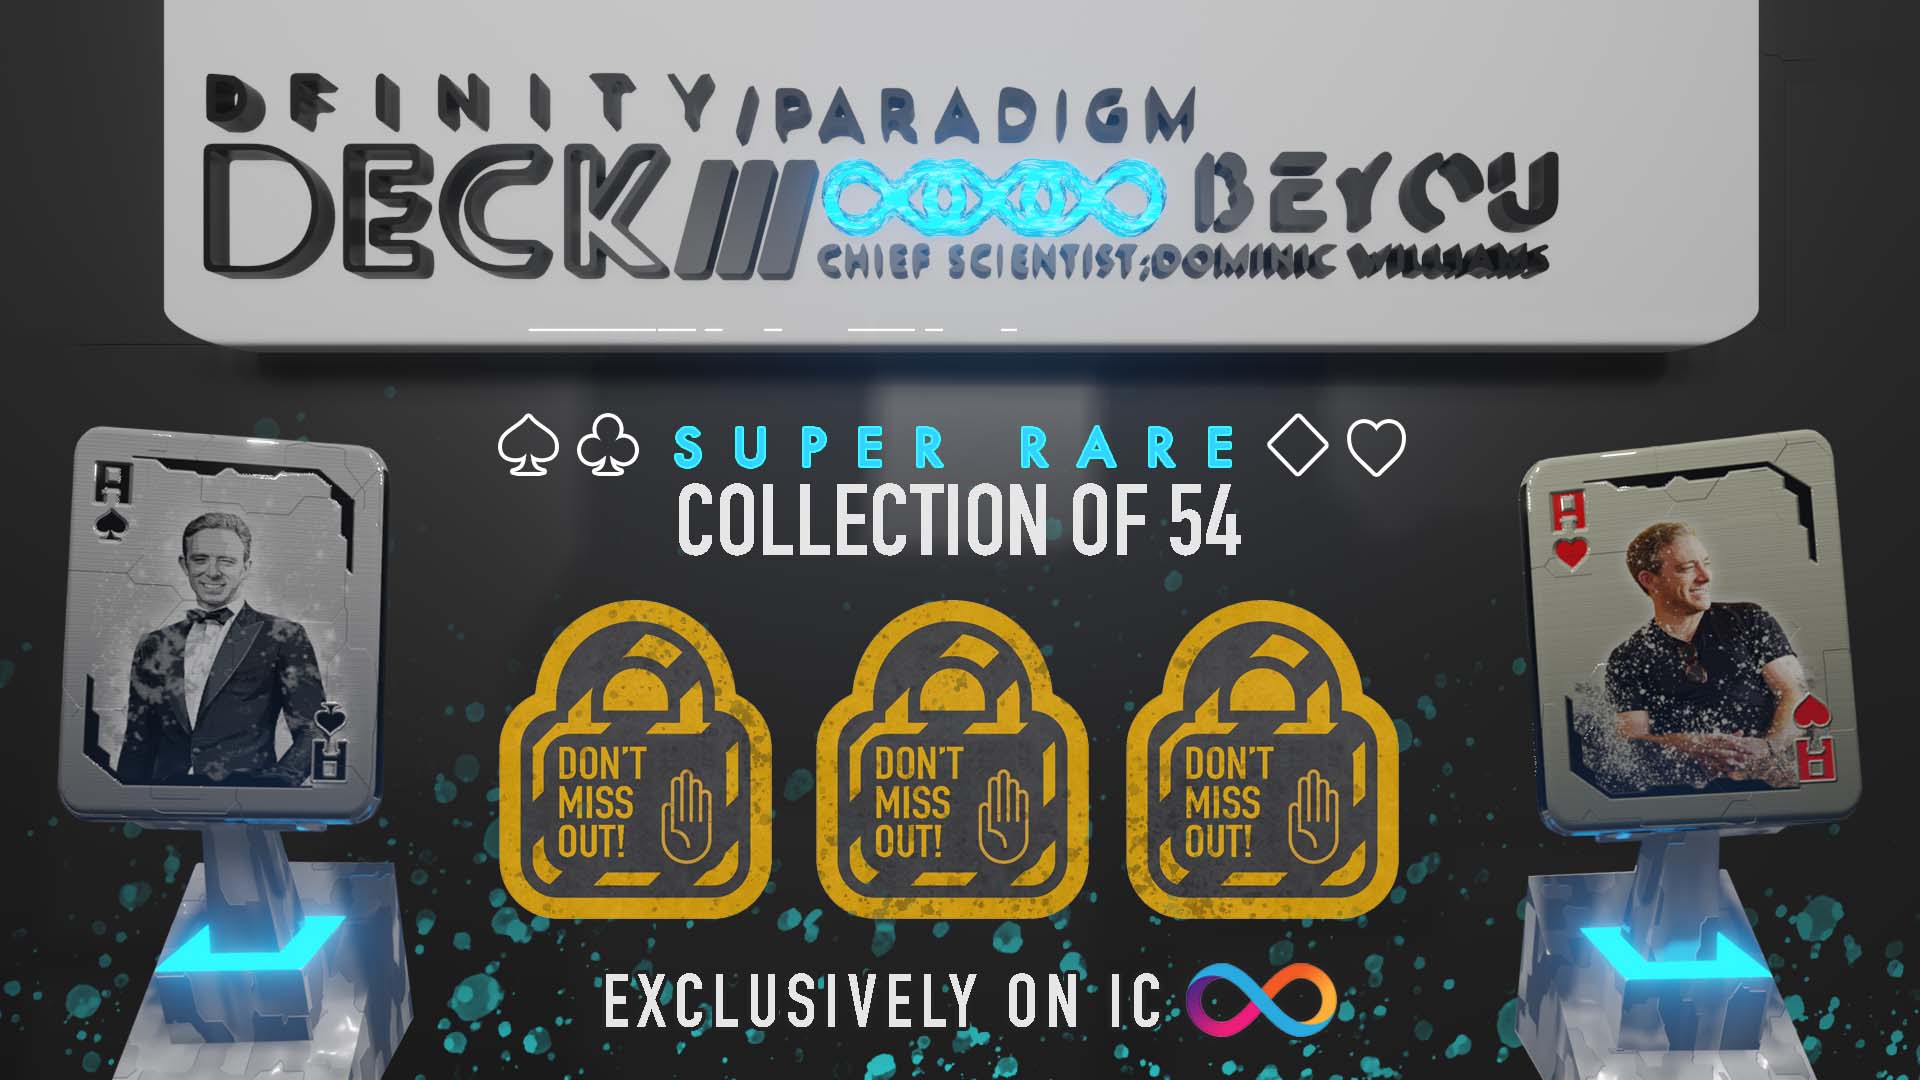 DFINITY/PARADIGM
DECK/// BEYOU
CHIEF SCIENTIST;DOMINIC WILLIAMS
SUPER RARE
COLLECTION OF 54
A
A
A
A
DON'T
MISS
OUT!
DON'T
MISS
OUT!
DON'T
MISS
OUT!
EXCLUSIVELY ON IC